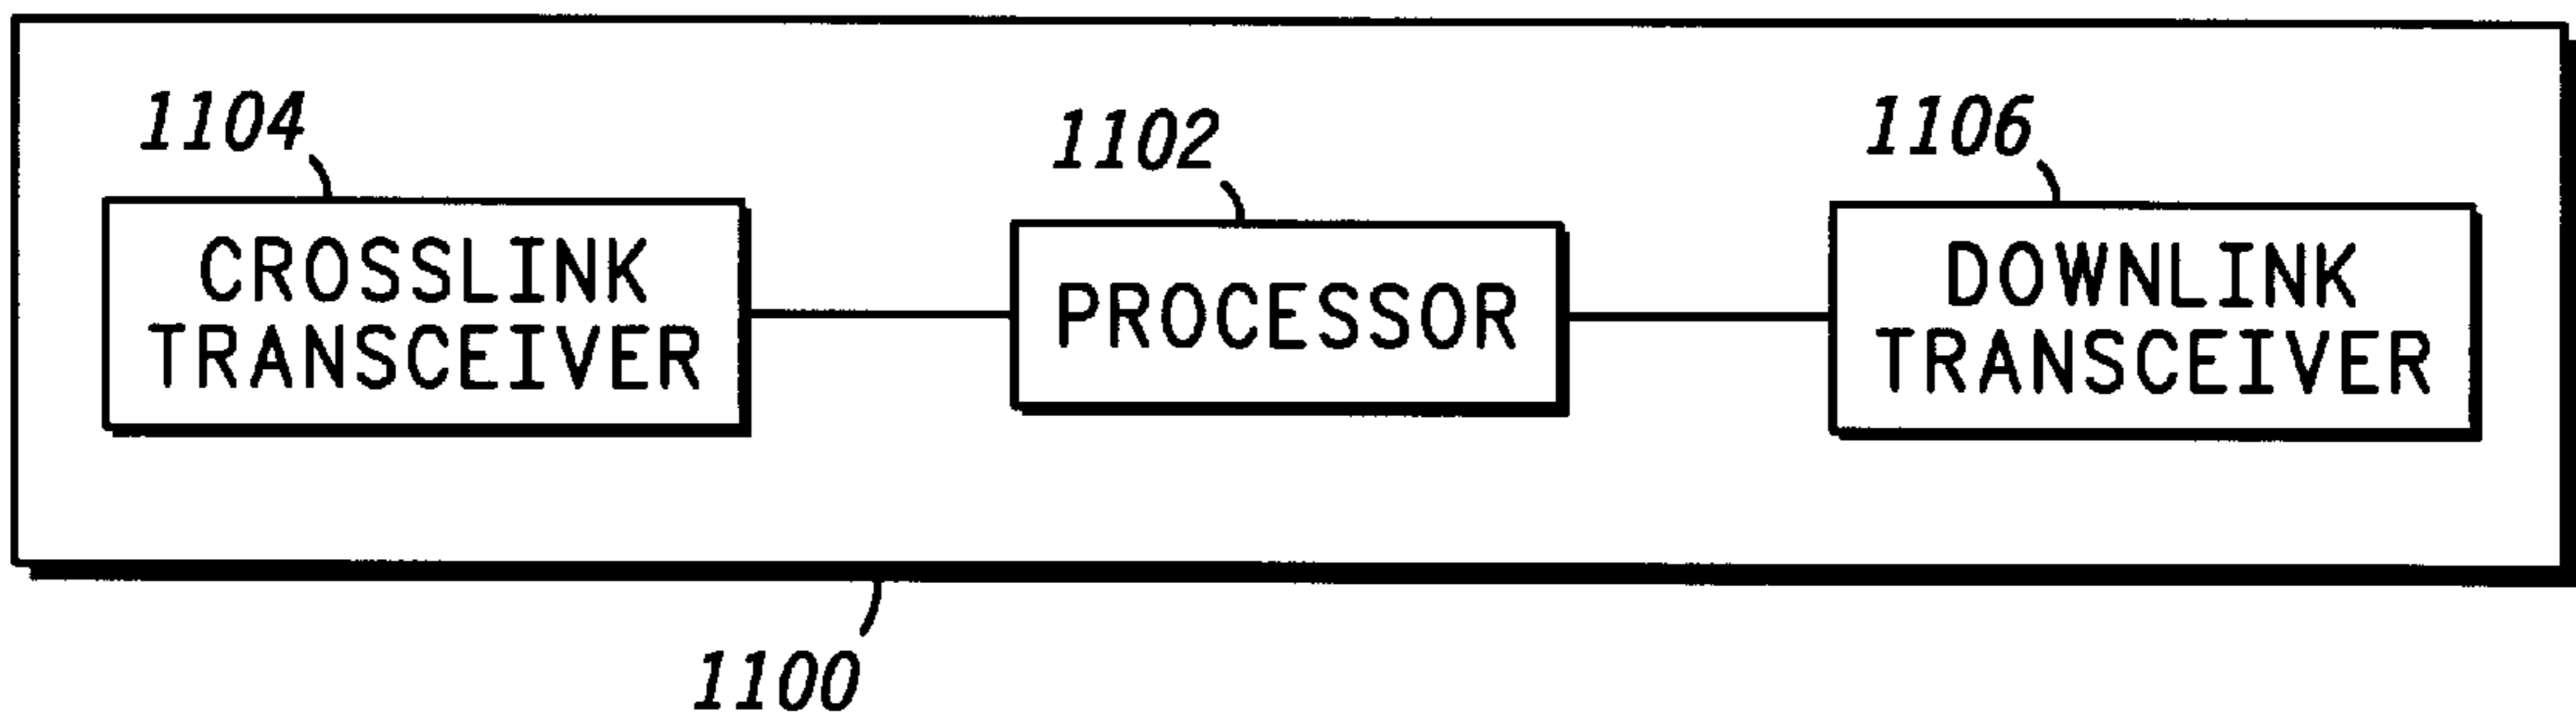 1104
1102
1106
CROSSLINK
TRANSCEIVER
PROCESSOR
DOWNLINK
TRANSCEIVER
1100